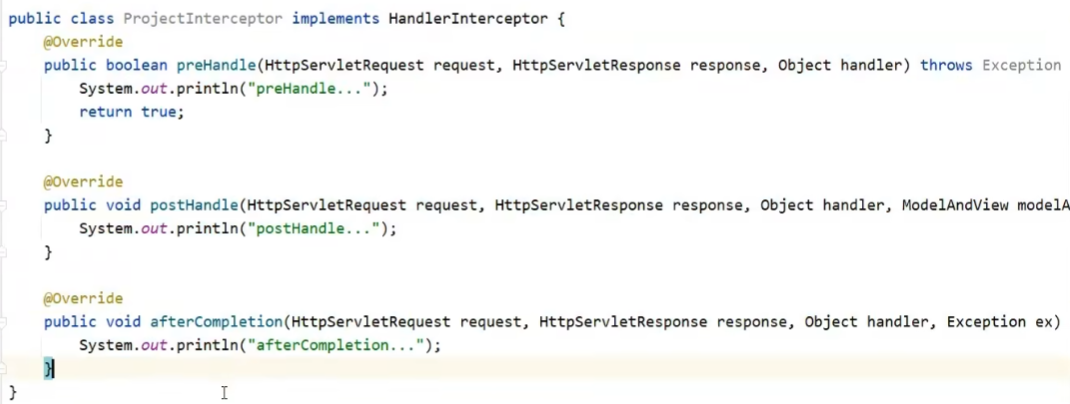 public class ProjectInterceptor implements HandlerInterceptor {
@Override
public boolean preHandle(HttpServletRequest request, HttpServletResponse response, Object handler) throws Exception
System.out.println("preHandle...");
return true;
}
@Override
public void postHandle(HttpServletRequest request, HttpServletResponse response, Object handler, ModelAndView modelA
System.out.println("postHandle...");
}
@Override
public void afterCompletion(HttpServletRequest request, HttpServletResponse response, Object handler, Exception ex)
System.out.println("afterCompletion...");
}
}